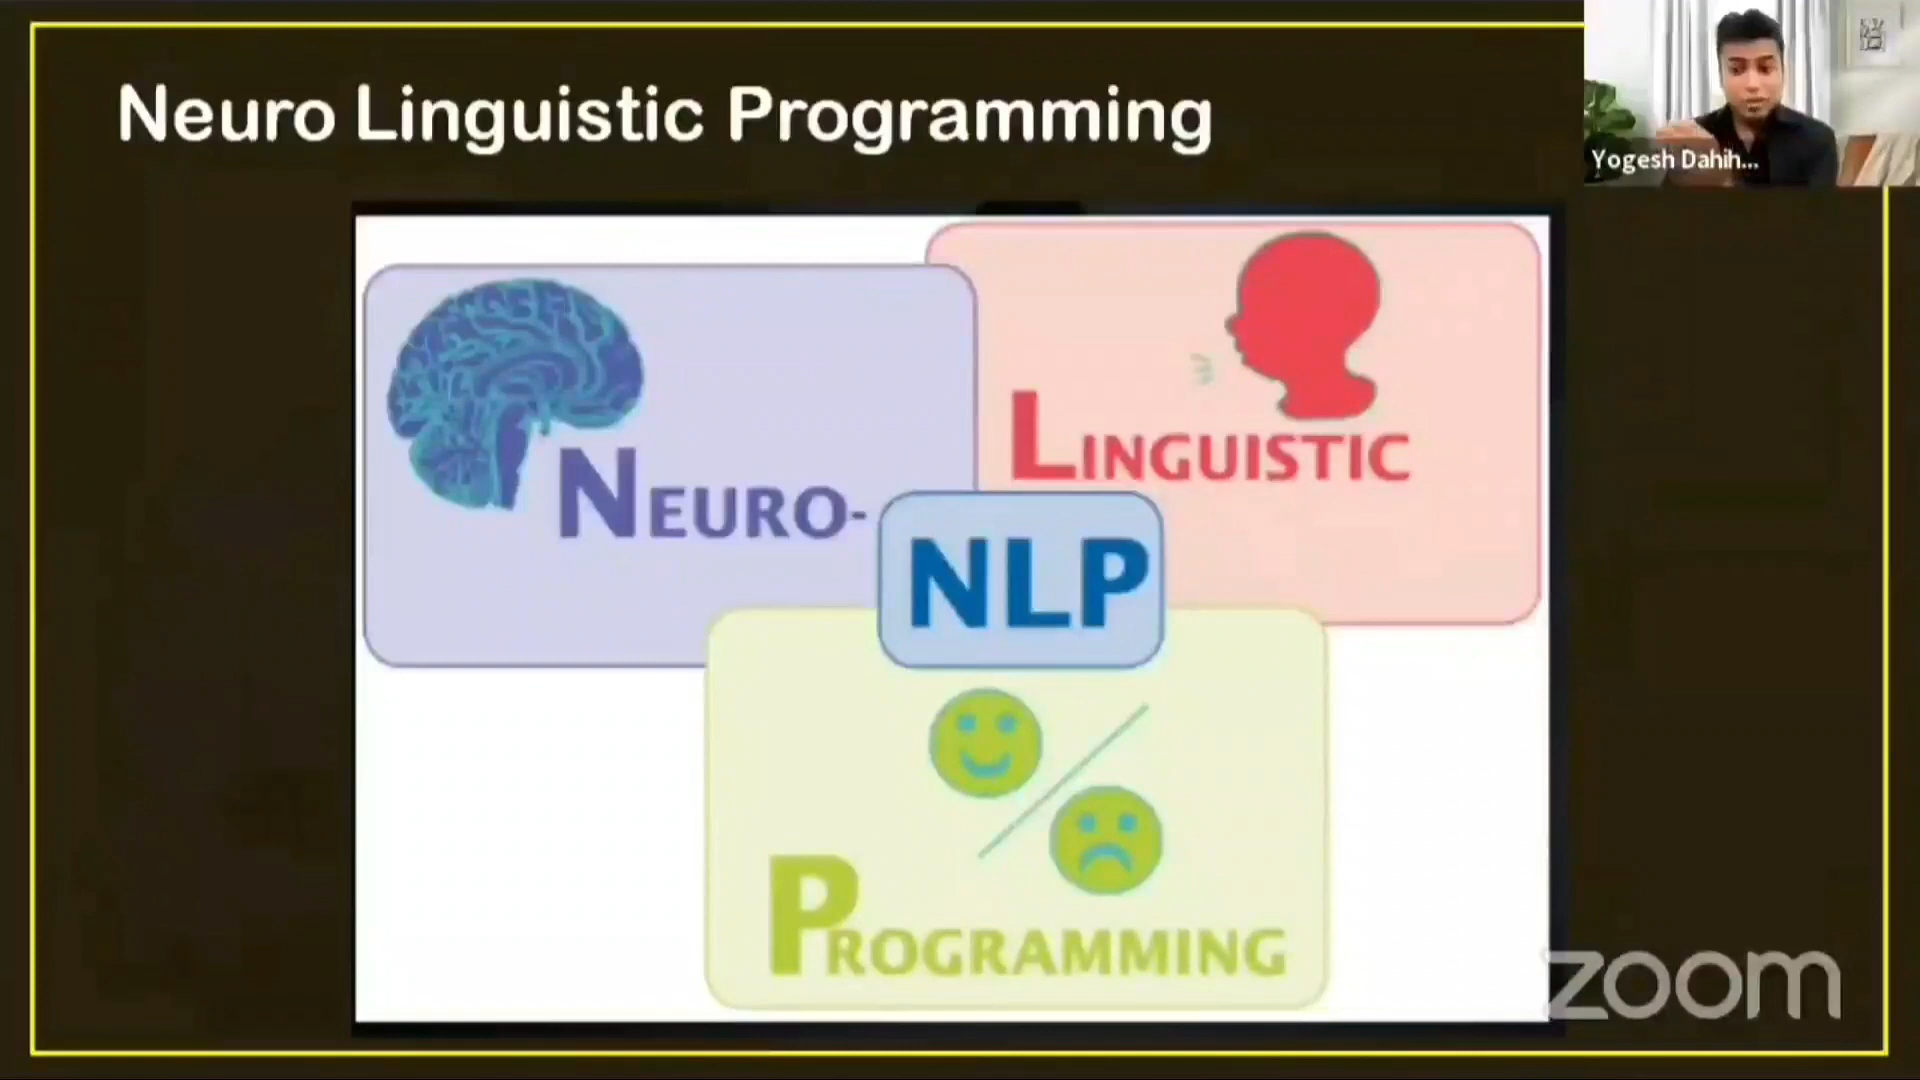 Neuro Linguistic Programming
Yogesh Dahih...
LINGUISTIC
NEURO-
NLP
PROGRAMMING
zoom